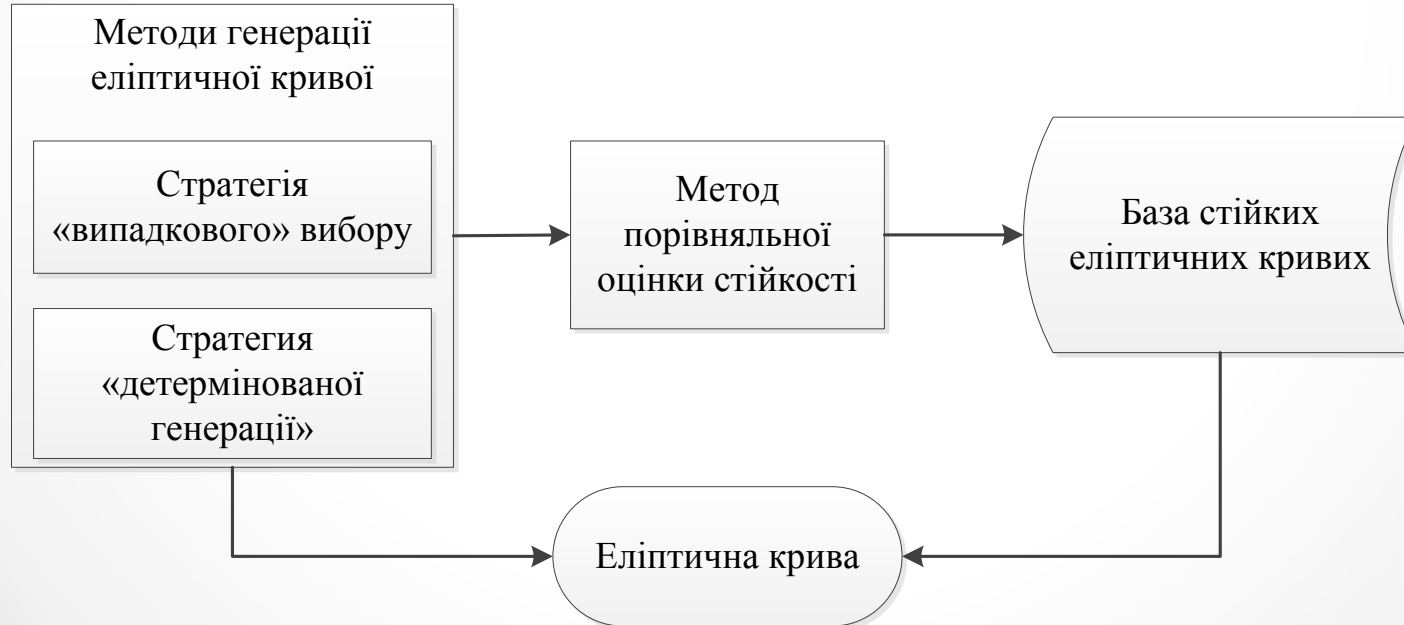 Методи генерації
еліптичної кривої
Стратегія
«випадкового» вибору
Стратегия
«детермінованої
генерації»
Метод
порівняльної
оцінки стійкості
База стійких
еліптичних кривих
Еліптична крива